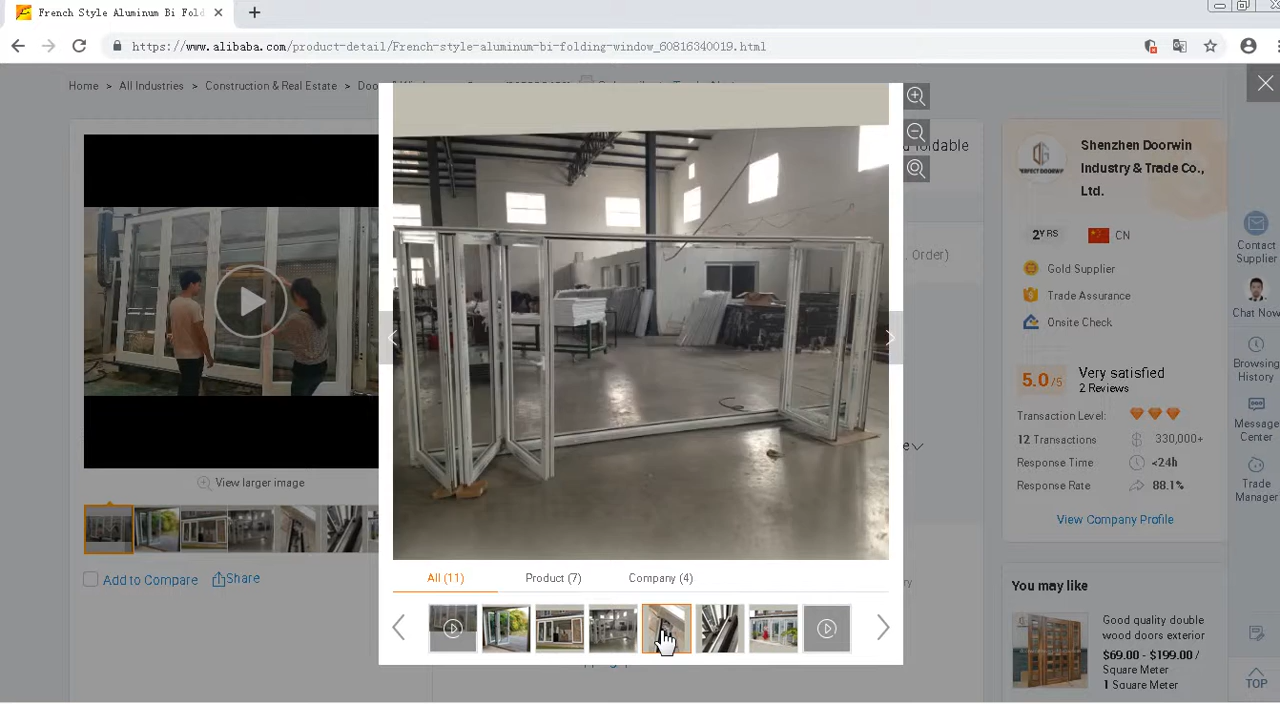 French Style Aluminum Bi Fold
https://www.alibaba.com/product-detail/French-style-aluminum-bi-folding-window_60816340019.html
Home > All Industries > Construction & Real Estate >
foldable
Shenzhen Doorwin
Industry & Trade Co.,
Ltd.
2YRS CN
Order)
Gold Supplier
Trade Assurance
Onsite Check
5.0/5 Very satisfied
2 Reviews
Transaction Level:
12 Transactions 330,000+
Response Time <24h
Response Rate 88.1%
View Company Profile
View larger image
Add to Compare Share
All (11) Product (7) Company (4)
You may like
Good quality double
wood doors exterior
$69.00 - $199.00 /
Square Meter
1 Square Meter
Contact
Supplier
Chat Now
Browsing
History
Message
Center
Trade
Manager
TOP